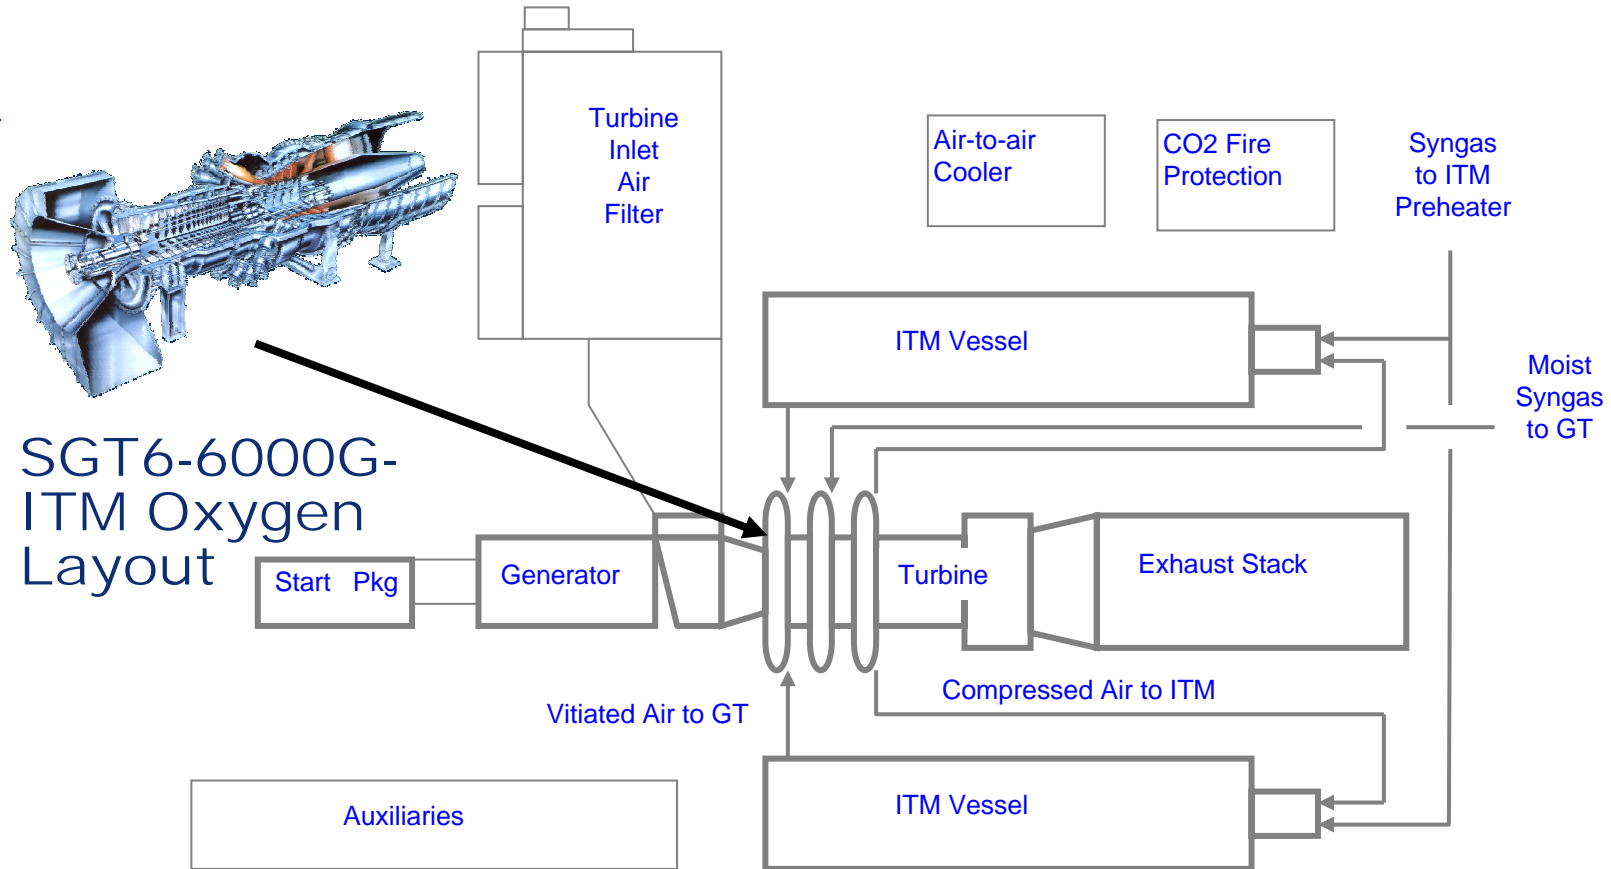 Turbine
Inlet
Air
Filter
Air-to-air
Cooler
CO2 Fire
Protection
Syngas
to ITM
Preheater
ITM Vessel
Moist
Syngas
to GT
SGT6-6000G-
ITM Oxygen
Layout
Start Pkg
Generator
Turbine
Exhaust Stack
Compressed Air to ITM
Vitiated Air to GT
Auxiliaries
ITM Vessel